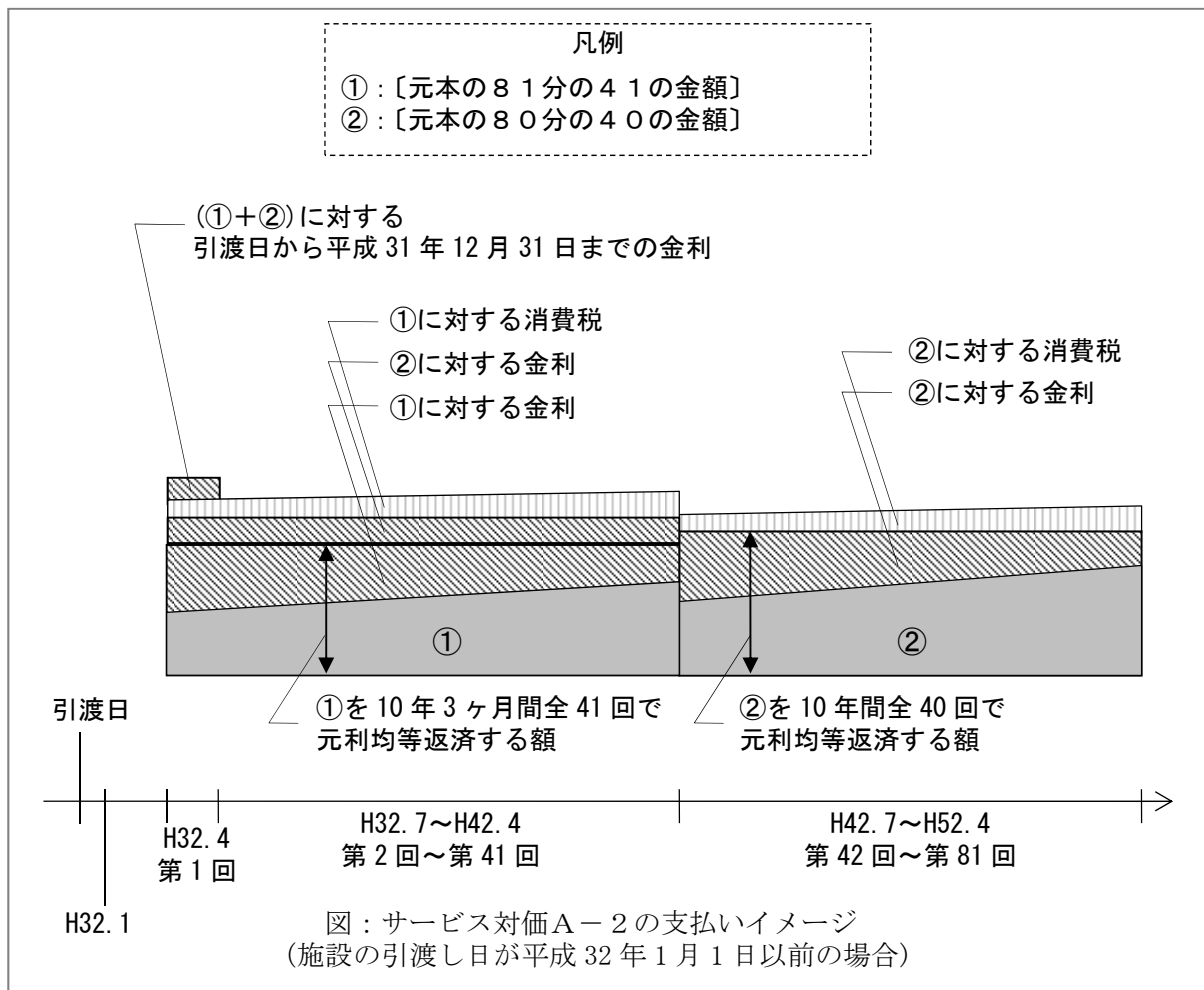 凡例
①：〔元本の８１分の４１の金額〕
②：〔元本の８０分の４０の金額〕
(①＋②)に対する
引渡日から平成 31 年 12 月 31 日までの金利
①に対する消費税
②に対する金利
①に対する金利
②に対する消費税
②に対する金利
①
②
①を 10 年 3 ヶ月間全 41 回で
元利均等返済する額
②を 10 年間全 40 回で
元利均等返済する額
引渡日
H32.4
第 1 回
H32.7～H42.4
第 2 回～第 41 回
H42.7～H52.4
第 42 回～第 81 回
H32.1
図：サービス対価Ａ－２の支払いイメージ
(施設の引渡し日が平成 32 年 1 月 1 日以前の場合)